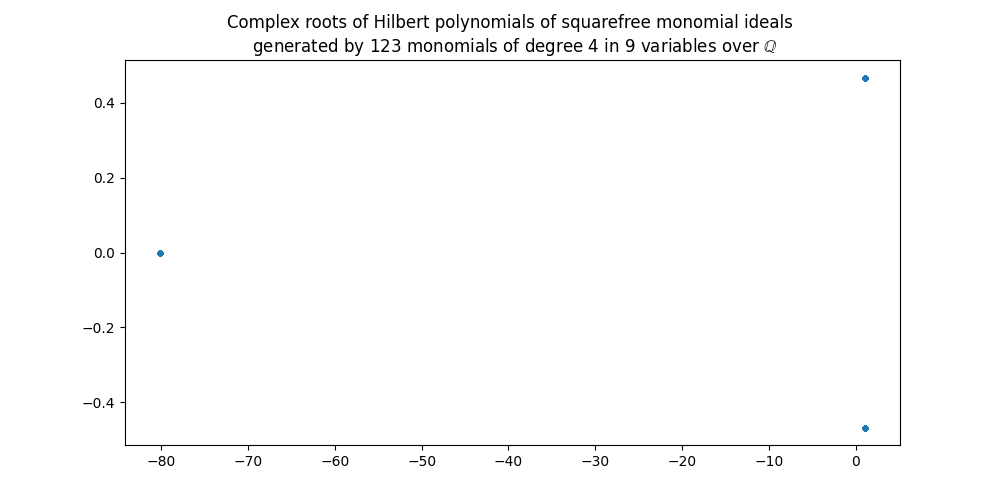 Complex roots of Hilbert polynomials of squarefree monomial ideals
generated by 123 monomials of degree 4 in 9 variables over ℚ
0.4
0.2
0.0
−0.2
−0.4
−80 −70 −60 −50 −40 −30 −20 −10 0